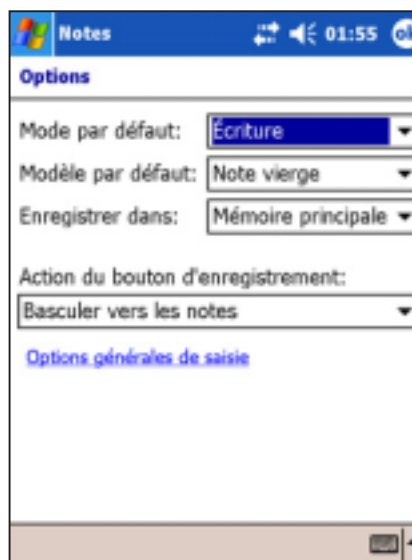 Notes 01:55 ok
Options
Mode par défaut: Écriture
Modèle par défaut: Note vierge
Enregistrer dans: Mémoire principale
Action du bouton d'enregistrement:
Basculer vers les notes
Options générales de saisie